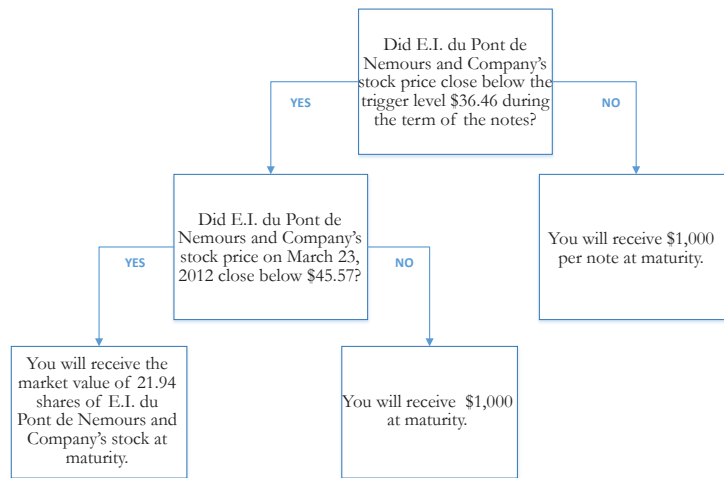 Did E.I. du Pont de
Nemours and Company's
stock price close below the
trigger level $36.46 during
the term of the notes?
YES
NO
Did E.I. du Pont de
Nemours and Company's
stock price on March 23,
2012 close below $45.57?
You will receive $1,000
per note at maturity.
YES
NO
You will receive the
market value of 21.94
shares of E.I. du
Pont de Nemours and
Company's stock at
maturity.
You will receive $1,000
at maturity.